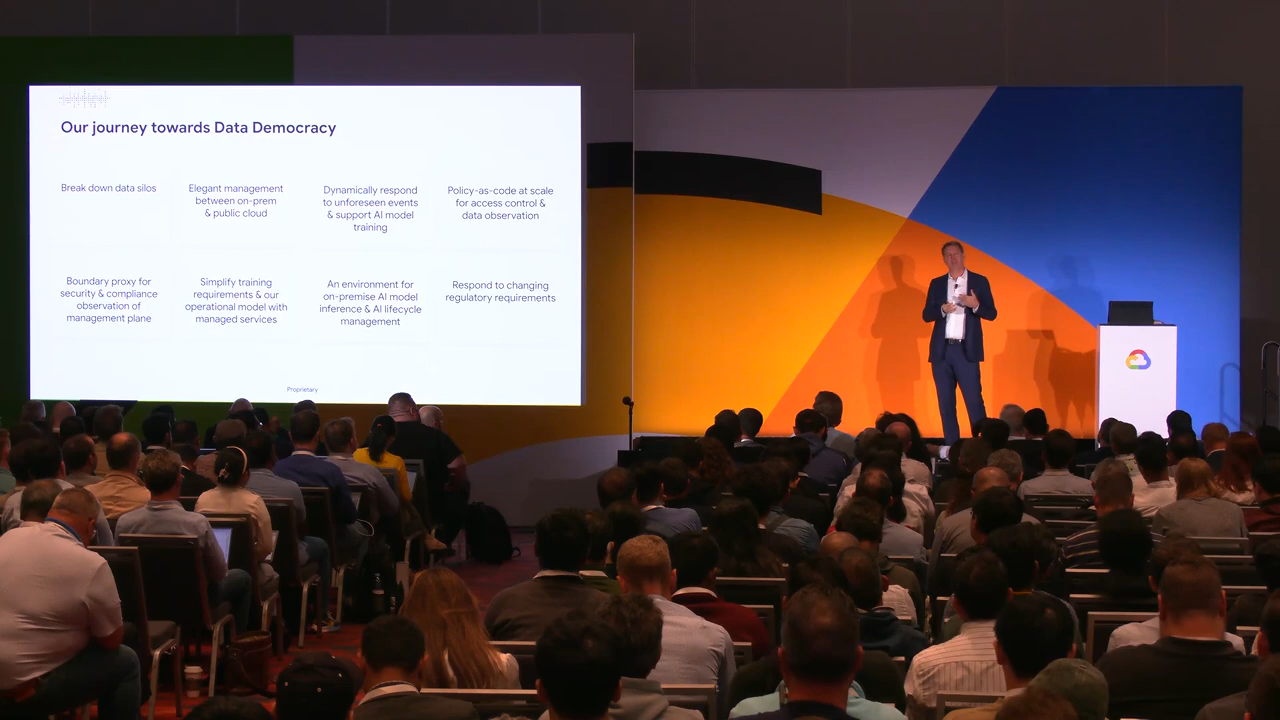 Our journey towards Data Democracy
Break down data silos
Elegant management
between on-prem
& public cloud
Dynamically respond
to unforeseen events
& support AI model
training
Policy-as-code at scale
for access control &
data observation
Boundary proxy for
security & compliance
observation of
management plane
Simplify training
requirements & our
operational model with
managed services
An environment for
on-premise AI model
inference & AI lifecycle
management
Respond to changing
regulatory requirements
Proprietary